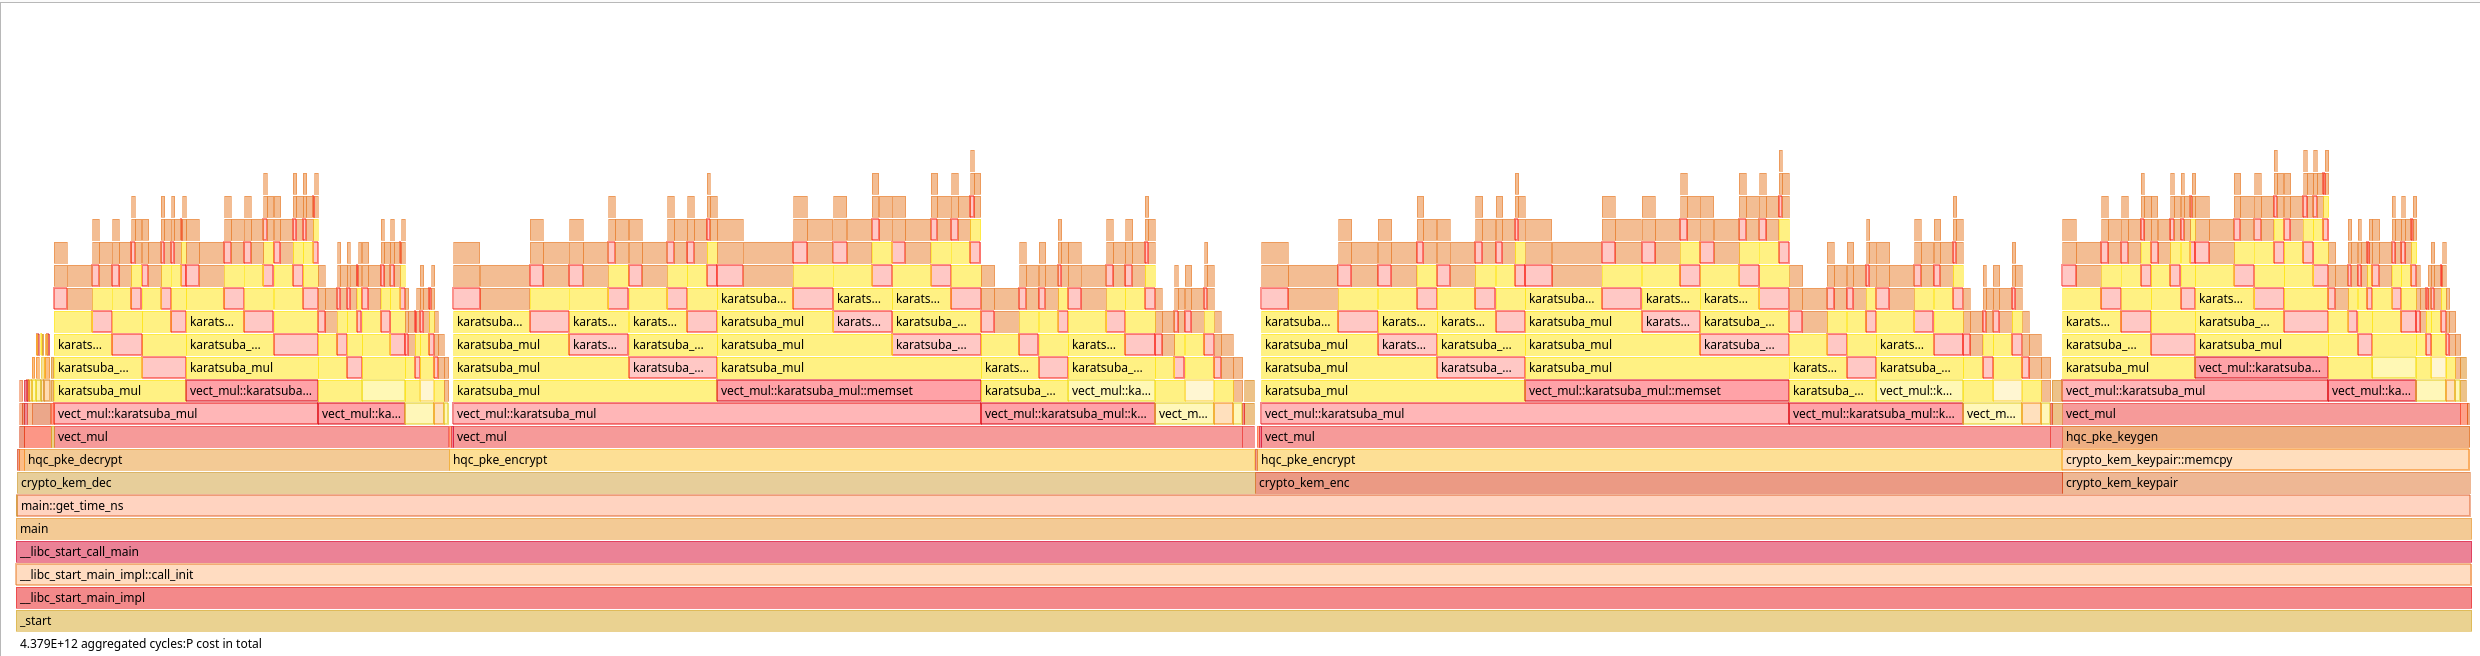 karatsuba... karats... karats... karatsuba... karats... karats... karats...
karats... karatsuba... karats... karats... karatsuba_mul karats... karatsuba_... karatsuba... karats... karats... karatsuba_mul karats... karatsuba_... karats... karatsuba_...
karats... karatsuba_... karatsuba_mul karats... karatsuba_... karatsuba_mul karatsuba_... karats... karatsuba_mul karats... karatsuba_... karatsuba_mul karatsuba_... karats... karatsuba_... karatsuba_mul
karatsuba_... karatsuba_mul karatsuba_mul karatsuba_... karatsuba_mul karats... karatsuba_mul karatsuba_... karatsuba_mul karats... karatsuba_... vect_mul::karatsuba...
karatsuba_mul vect_mul::karatsuba... karatsuba_mul vect_mul::karatsuba_mul::memset karatsuba_... vect_mul::ka... karatsuba_mul vect_mul::karatsuba_mul::memset karatsuba_... vect_mul::k... vect_mul::karatsuba_mul vect_mul::ka...
vect_mul::karatsuba_mul vect_mul::ka... vect_mul::karatsuba_mul vect_mul::karatsuba_mul::k... vect_m... vect_mul::karatsuba_mul vect_mul::karatsuba_mul::k... vect_m... vect_mul
vect_mul vect_mul vect_mul hqc_pke_keygen
hqc_pke_decrypt hqc_pke_encrypt hqc_pke_encrypt crypto_kem_keypair::memcpy
crypto_kem_dec crypto_kem_enc crypto_kem_keypair
main::get_time_ns
main
__libc_start_call_main
__libc_start_main_impl::call_init
__libc_start_main_impl
_start
4.379E+12 aggregated cycles:P cost in total